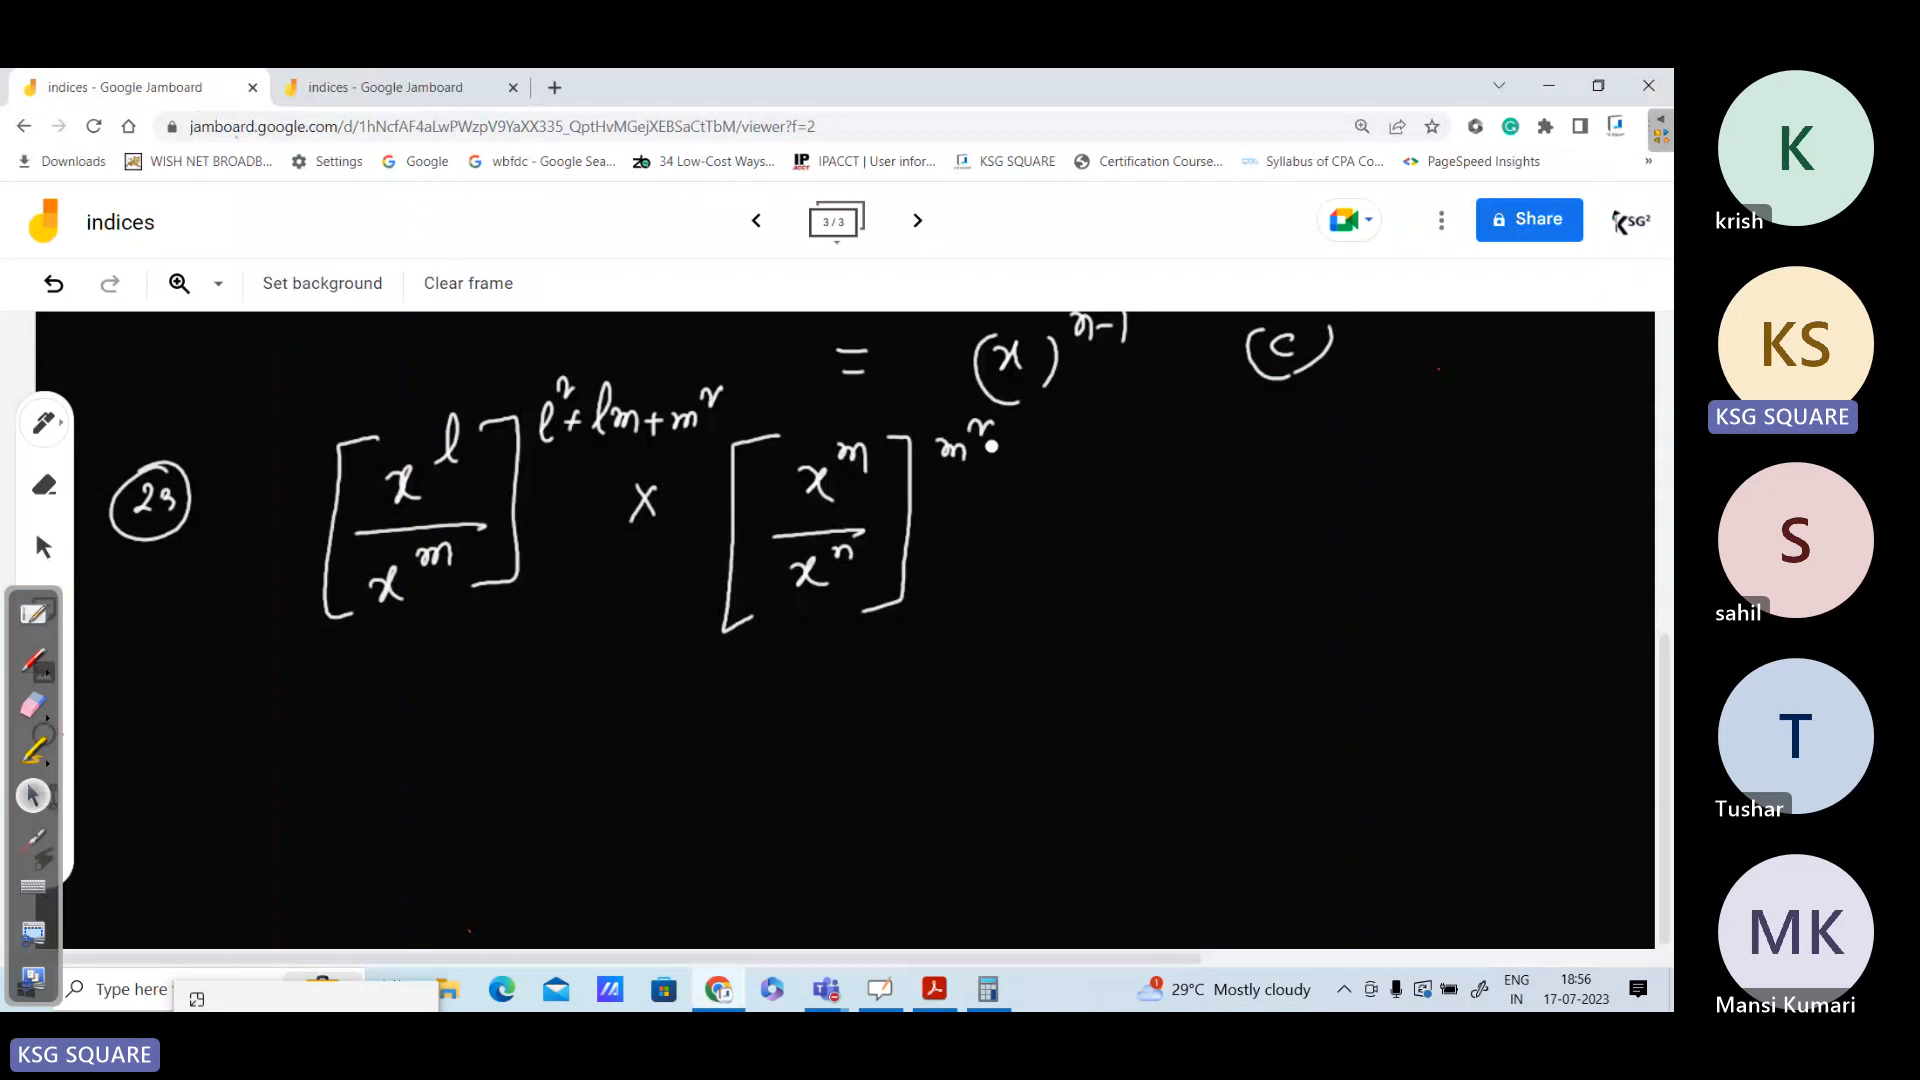 indices - Google Jamboard
indices - Google Jamboard
jamboard.google.com/d/1hNcfAF4aLwPWzpV9YaXX335_QptHvMGejXEBSaCtTbM/viewer?f=2
Downloads WISH NET BROADB... Settings Google wbfdc - Google Sea... 34 Low-Cost Ways... IPACCT | User infor... KSG SQUARE Certification Course... Syllabus of CPA Co... PageSpeed Insights »
indices
3 / 3
Share
KSG²
Set background Clear frame
= (x)^(n-1) (c)
(23) [x^l / x^m]^(l²+lm+m²) × [x^m / x^n]^(m²
Type here
29°C Mostly cloudy
ENG
IN
18:56
17-07-2023
K
krish
KS
KSG SQUARE
S
sahil
T
Tushar
MK
Mansi Kumari
KSG SQUARE